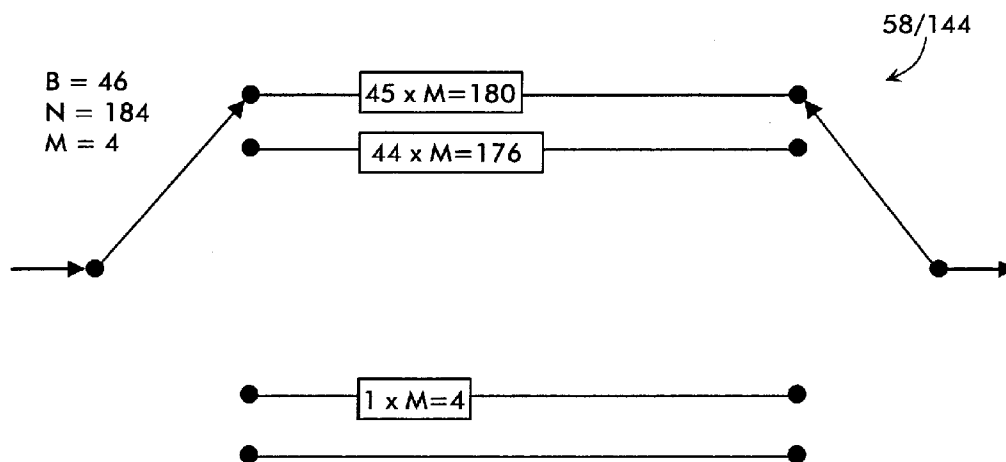 58/144
B = 46
N = 184
M = 4
45 x M=180
44 x M=176
1 x M=4